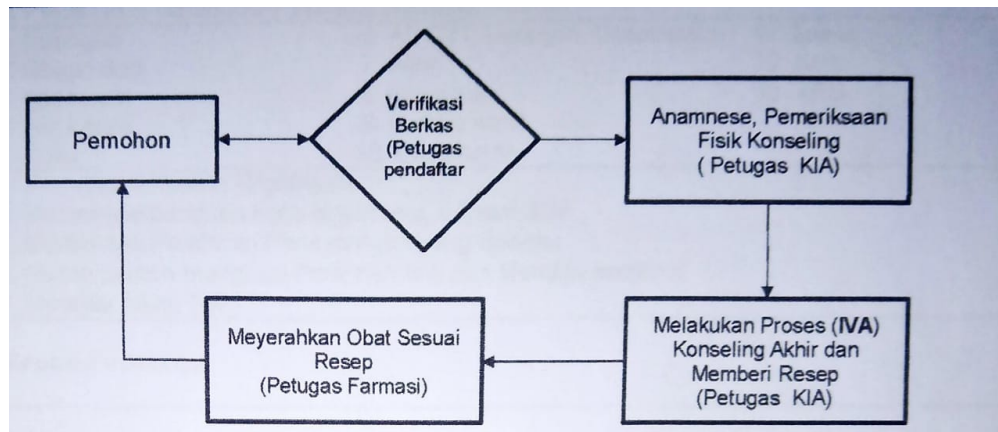 Pemohon
Verifikasi
Berkas
(Petugas
pendaftar
Anamnese, Pemeriksaan
Fisik Konseling
( Petugas KIA)
Melakukan Proses (IVA)
Konseling Akhir dan
Memberi Resep
(Petugas KIA)
Meyerahkan Obat Sesuai
Resep
(Petugas Farmasi)